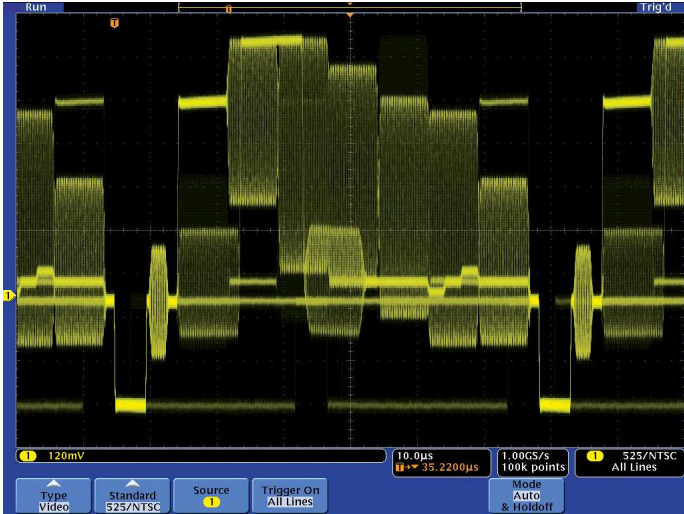 Run
Trig'd
T
T
1
1 120mV
10.0µs
T→▼ 35.2200µs
1.00GS/s
100k points
1 525/NTSC
All Lines
Type
Video
Standard
525/NTSC
Source
1
Trigger On
All Lines
Mode
Auto
& Holdoff